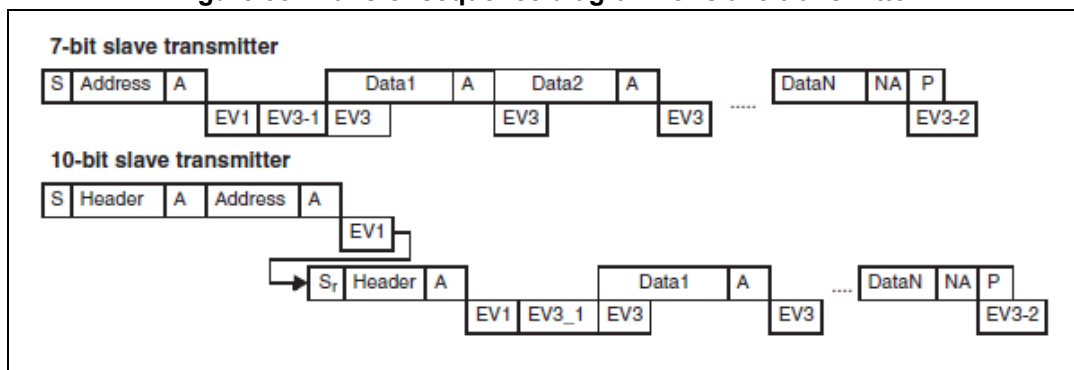 7-bit slave transmitter
S Address A Data1 A Data2 A ..... DataN NA P
EV1 EV3-1 EV3 EV3 EV3 EV3-2
10-bit slave transmitter
S Header A Address A
EV1
Sr Header A Data1 A .... DataN NA P
EV1 EV3_1 EV3 EV3 EV3-2